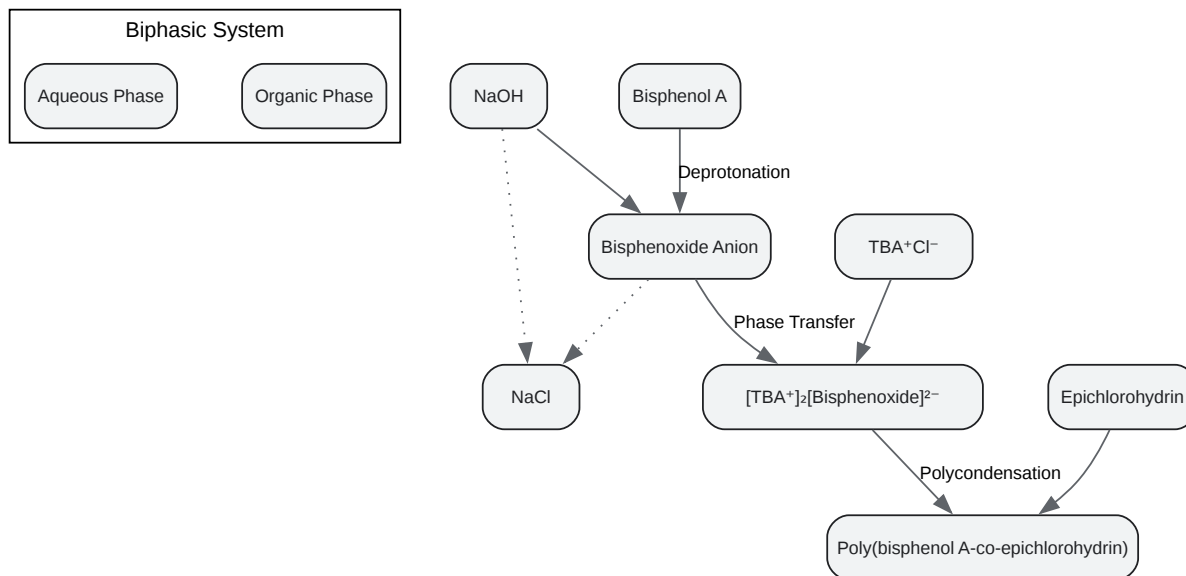 Biphasic System
Aqueous Phase
Organic Phase
NaOH
Bisphenol A
Deprotonation
Bisphenoxide Anion
TBA⁺Cl⁻
Phase Transfer
NaCl
[TBA⁺]₂[Bisphenoxide]²⁻
Epichlorohydrin
Polycondensation
Poly(bisphenol A-co-epichlorohydrin)